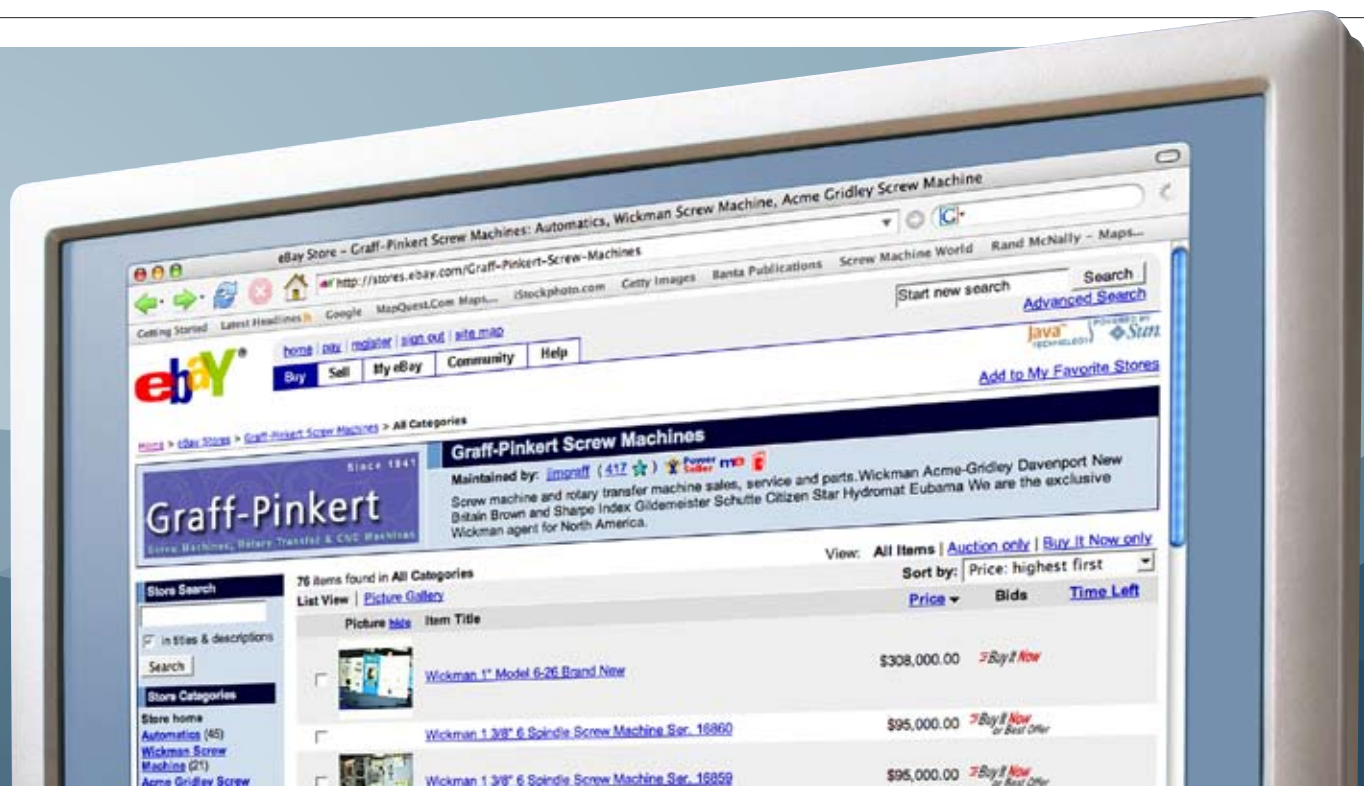 eBay Store – Graff-Pinkert Screw Machines: Automatics, Wickman Screw Machine, Acme Gridley Screw Machine
http://stores.ebay.com/Graff-Pinkert-Screw-Machines
G
Getting Started Latest Headlines Google MapQuest.Com Maps... iStockphoto.com Getty Images Banta Publications Screw Machine World Rand McNally – Maps...
ebaY®
home | pay | register | sign out | site map
Buy Sell My eBay Community Help
Start new search Search
Advanced Search
Java™ TECHNOLOGY POWERED BY Sun
Add to My Favorite Stores
Home > eBay Stores > Graff-Pinkert Screw Machines > All Categories
Since 1941
Graff-Pinkert
Screw Machines, Rotary Transfer & CNC Machines
Graff-Pinkert Screw Machines
Maintained by: jimgraff ( 417 ) Power Seller me
Screw machine and rotary transfer machine sales, service and parts.Wickman Acme-Gridley Davenport New
Britain Brown and Sharpe Index Gildemeister Schutte Citizen Star Hydromat Eubama We are the exclusive
Wickman agent for North America.
View: All Items | Auction only | Buy It Now only
76 items found in All Categories
Sort by: Price: highest first
List View | Picture Gallery
Picture hide Item Title Price Bids Time Left
Store Search
in titles & descriptions
Search
Store Categories
Store home
Automatics (45)
Wickman Screw
Machine (21)
Acme Gridley Screw
Wickman 1" Model 6-26 Brand New $308,000.00 Buy It Now
Wickman 1 3/8" 6 Spindle Screw Machine Ser. 16860 $95,000.00 Buy It Now
or Best Offer
Wickman 1 3/8" 6 Spindle Screw Machine Ser. 16859 $95,000.00 Buy It Now
or Best Offer